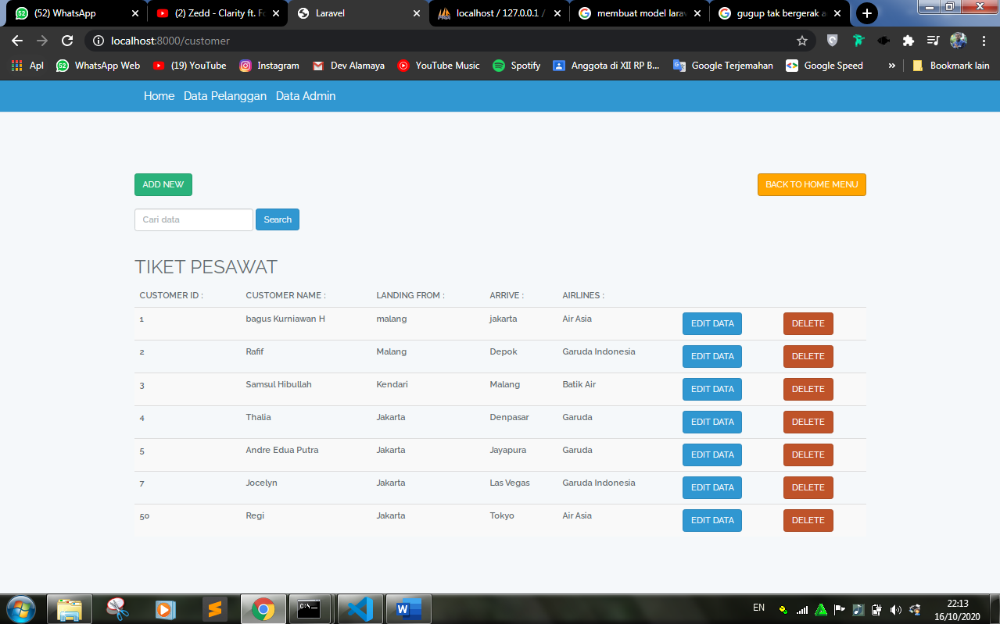 (52) WhatsApp (2) Zedd - Clarity ft. Fo Laravel localhost / 127.0.0.1 / membuat model larav gugup tak bergerak a
localhost:8000/customer
Apl WhatsApp Web (19) YouTube Instagram Dev Alamaya YouTube Music Spotify Anggota di XII RP B... Google Terjemahan Google Speed » Bookmark lain
Home Data Pelanggan Data Admin
ADD NEW BACK TO HOME MENU
Cari data Search
TIKET PESAWAT
CUSTOMER ID : CUSTOMER NAME : LANDING FROM : ARRIVE : AIRLINES :
1 bagus Kurniawan H malang jakarta Air Asia EDIT DATA DELETE
2 Rafif Malang Depok Garuda Indonesia EDIT DATA DELETE
3 Samsul Hibullah Kendari Malang Batik Air EDIT DATA DELETE
4 Thalia Jakarta Denpasar Garuda EDIT DATA DELETE
5 Andre Edua Putra Jakarta Jayapura Garuda EDIT DATA DELETE
7 Jocelyn Jakarta Las Vegas Garuda Indonesia EDIT DATA DELETE
50 Regi Jakarta Tokyo Air Asia EDIT DATA DELETE
EN 22:13
16/10/2020